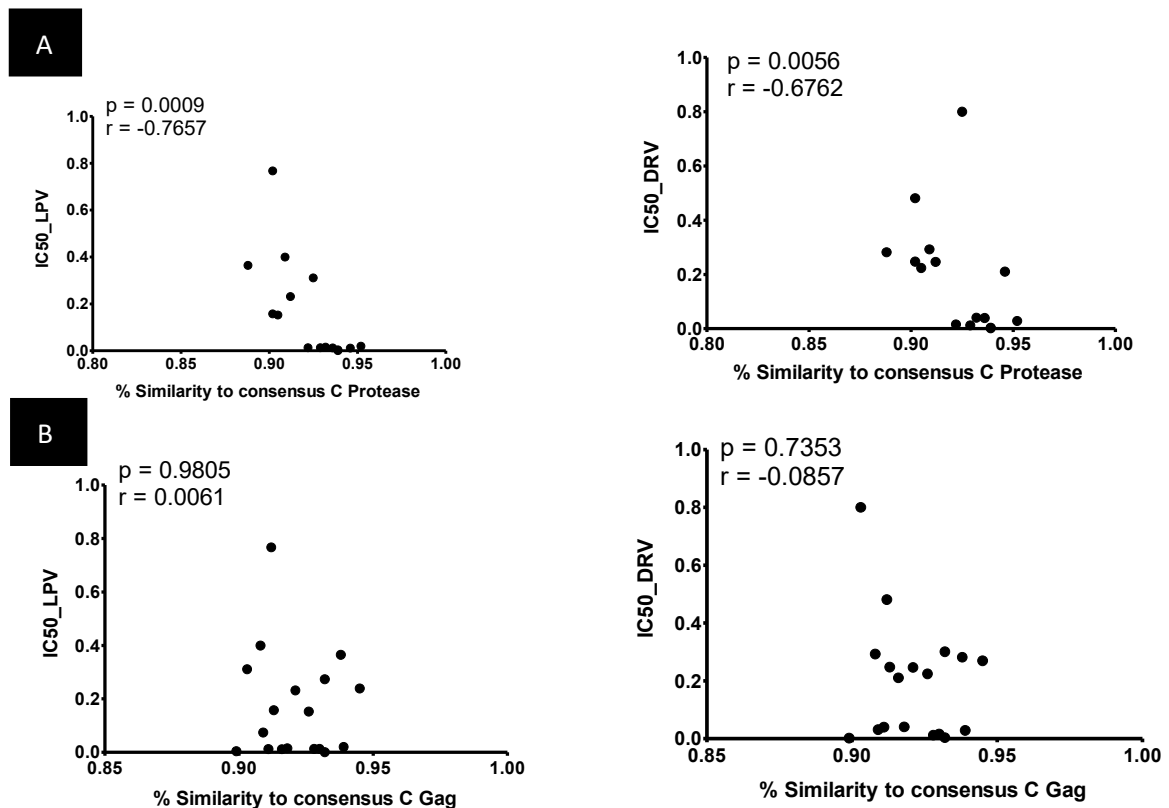 A
p = 0.0009
r = -0.7657
IC50_LPV
1.0
0.8
0.6
0.4
0.2
0.0
0.80 0.85 0.90 0.95 1.00
% Similarity to consensus C Protease
p = 0.0056
r = -0.6762
IC50_DRV
1.0
0.8
0.6
0.4
0.2
0.0
0.80 0.85 0.90 0.95 1.00
% Similarity to consensus C Protease
B
p = 0.9805
r = 0.0061
IC50_LPV
1.0
0.8
0.6
0.4
0.2
0.0
0.85 0.90 0.95 1.00
% Similarity to consensus C Gag
p = 0.7353
r = -0.0857
IC50_DRV
1.0
0.8
0.6
0.4
0.2
0.0
0.85 0.90 0.95 1.00
% Similarity to consensus C Gag